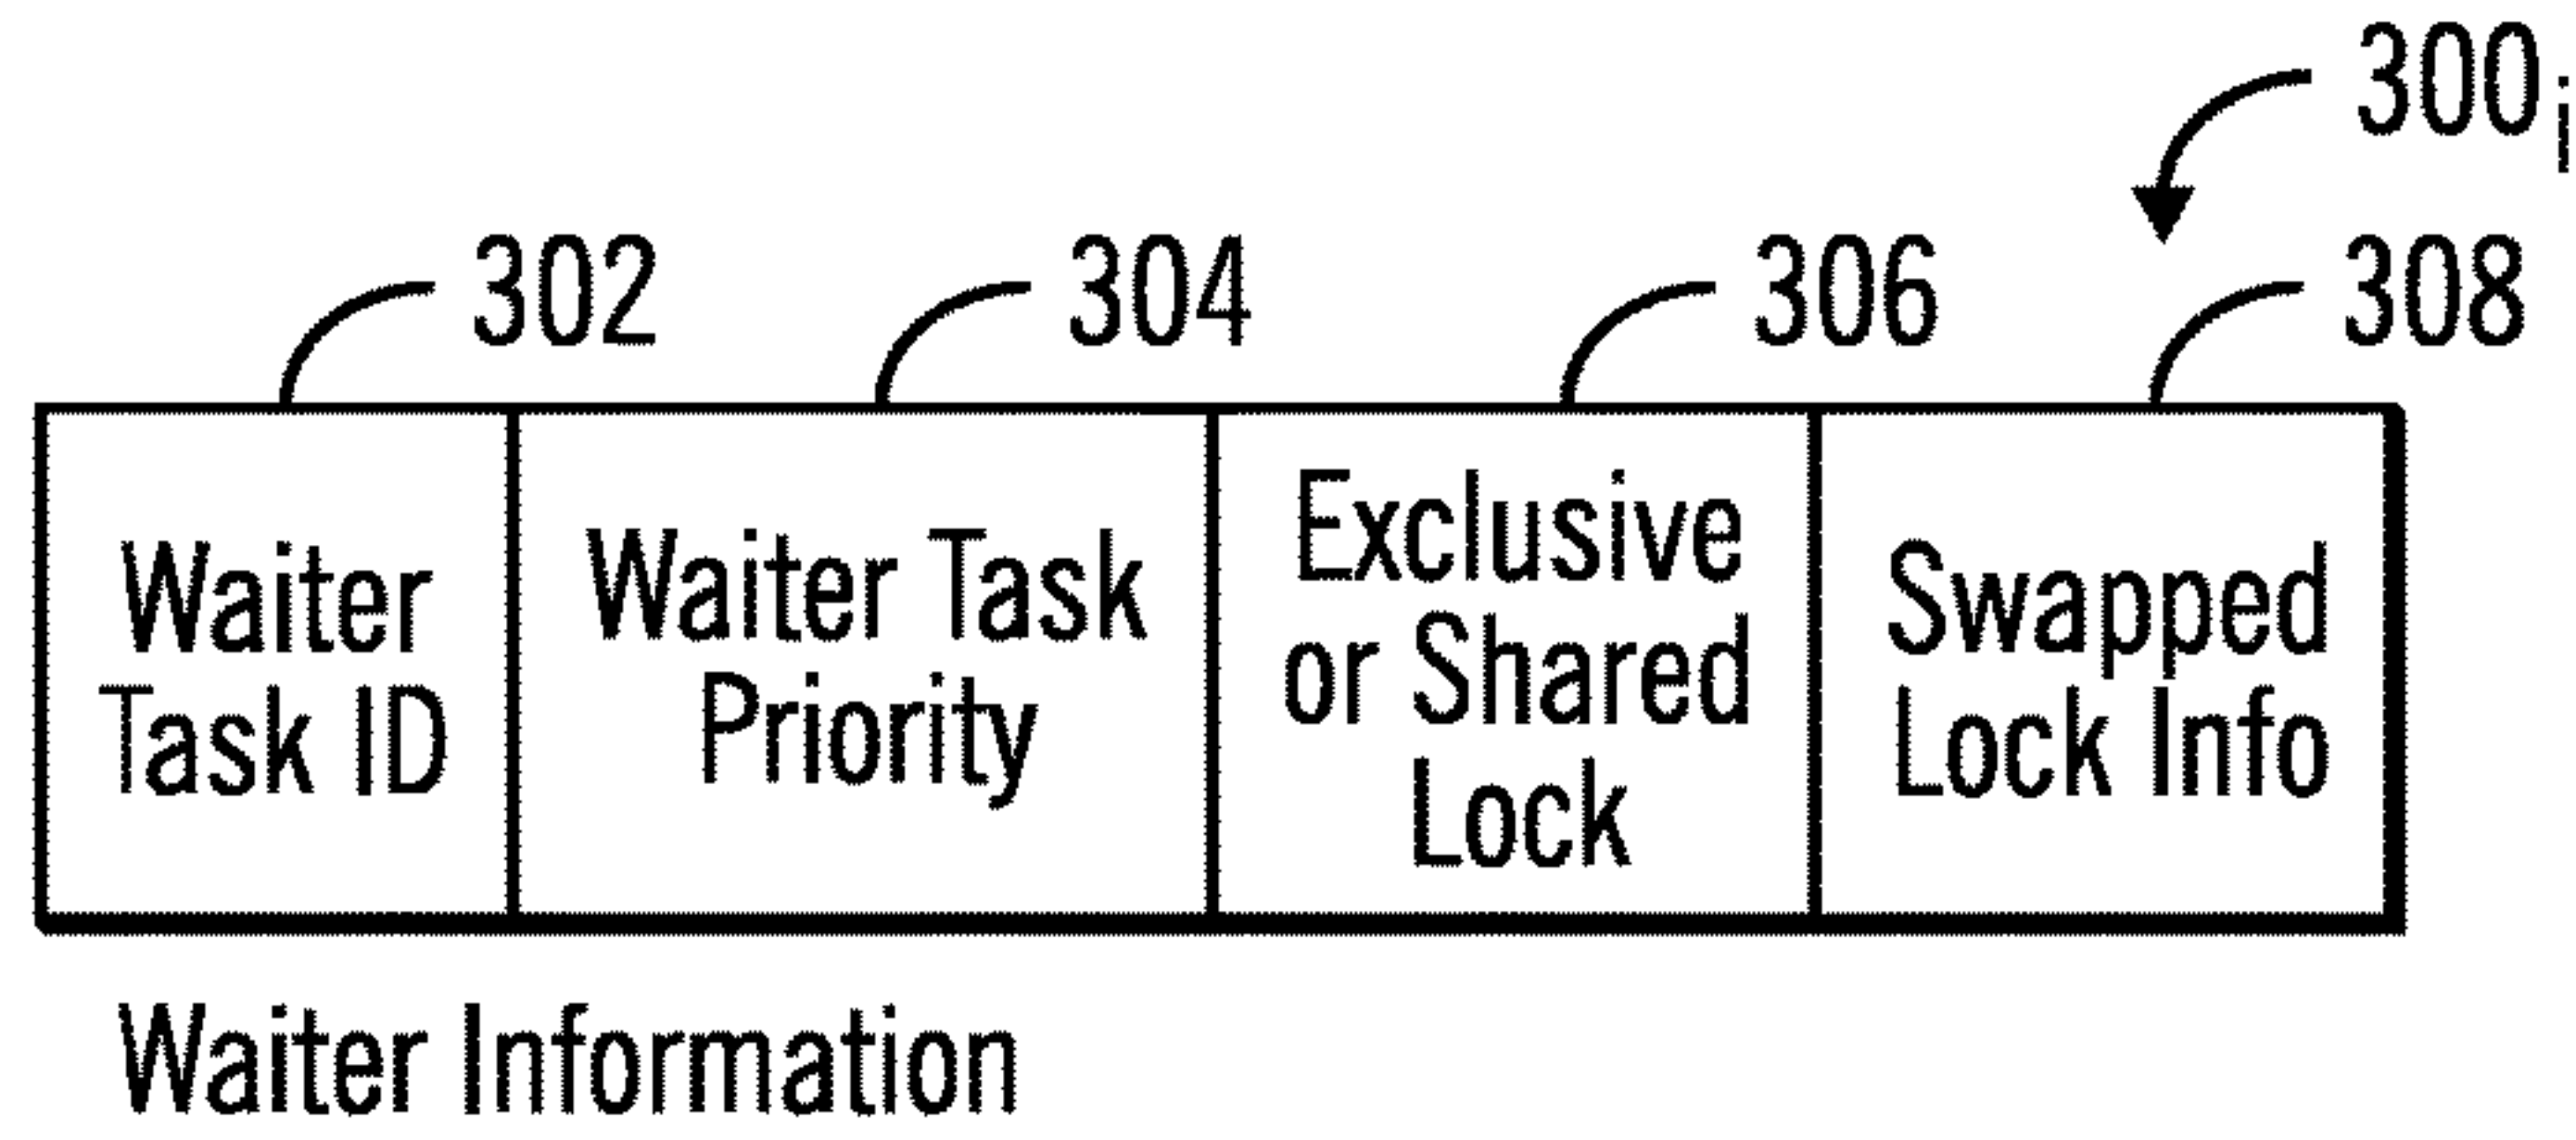 300i
302
304
306
308
Waiter
Task ID
Waiter Task
Priority
Exclusive
or Shared
Lock
Swapped
Lock Info
Waiter Information